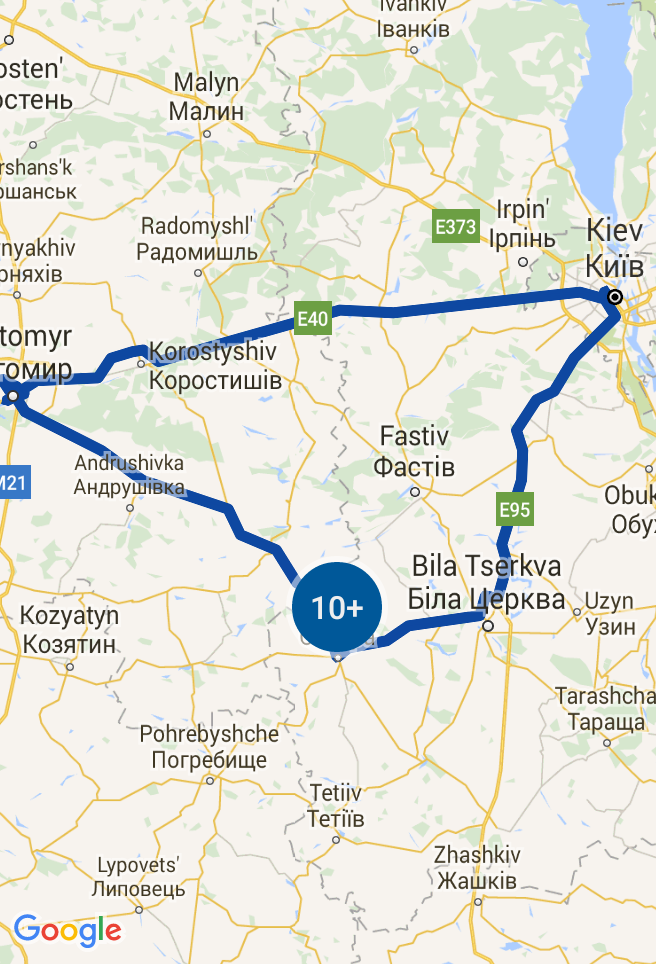 Ivankiv
Іванків
osten'
остень
Malyn
Малин
rshans'k
ршанськ
Irpin'
Ірпінь
E373
Kiev
Київ
Radomyshl'
Радомишль
rnyakhiv
рняхів
E40
tomyr
томир
Korostyshiv
Коростишів
Fastiv
Фастів
Andrushivka
Андрушівка
M21
E95
Obuk
Обух
Bila Tserkva
Біла Церква
10+
Uzyn
Узин
Kozyatyn
Козятин
Tarashcha
Тараща
Pohrebyshche
Погребище
Tetiiv
Тетіїв
Zhashkiv
Жашків
Lypovets'
Липовець
Google